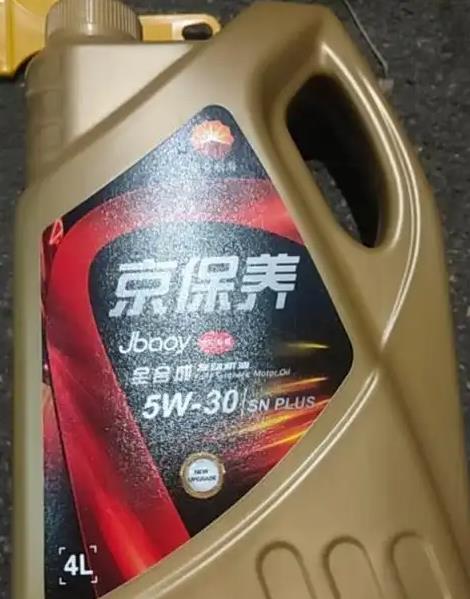 京保养
Jbaoy
全合成
Fully Synthetic Motor Oil
5W-30 SN PLUS
NEW
UPGRADE
4L